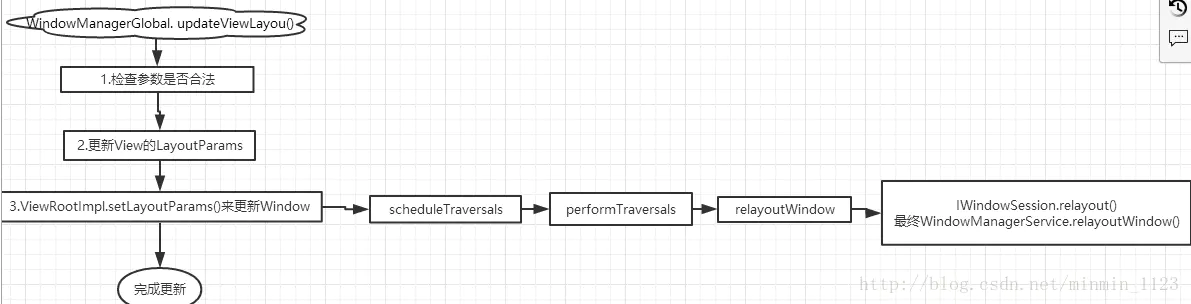 WindowManagerGlobal. updateViewLayou()
1.检查参数是否合法
2.更新View的LayoutParams
3.ViewRootImpl.setLayoutParams()来更新Window
scheduleTraversals
performTraversals
relayoutWindow
IWindowSession.relayout()
最终WindowManagerService.relayoutWindow()
完成更新
http://blog.csdn.net/minmin_1123